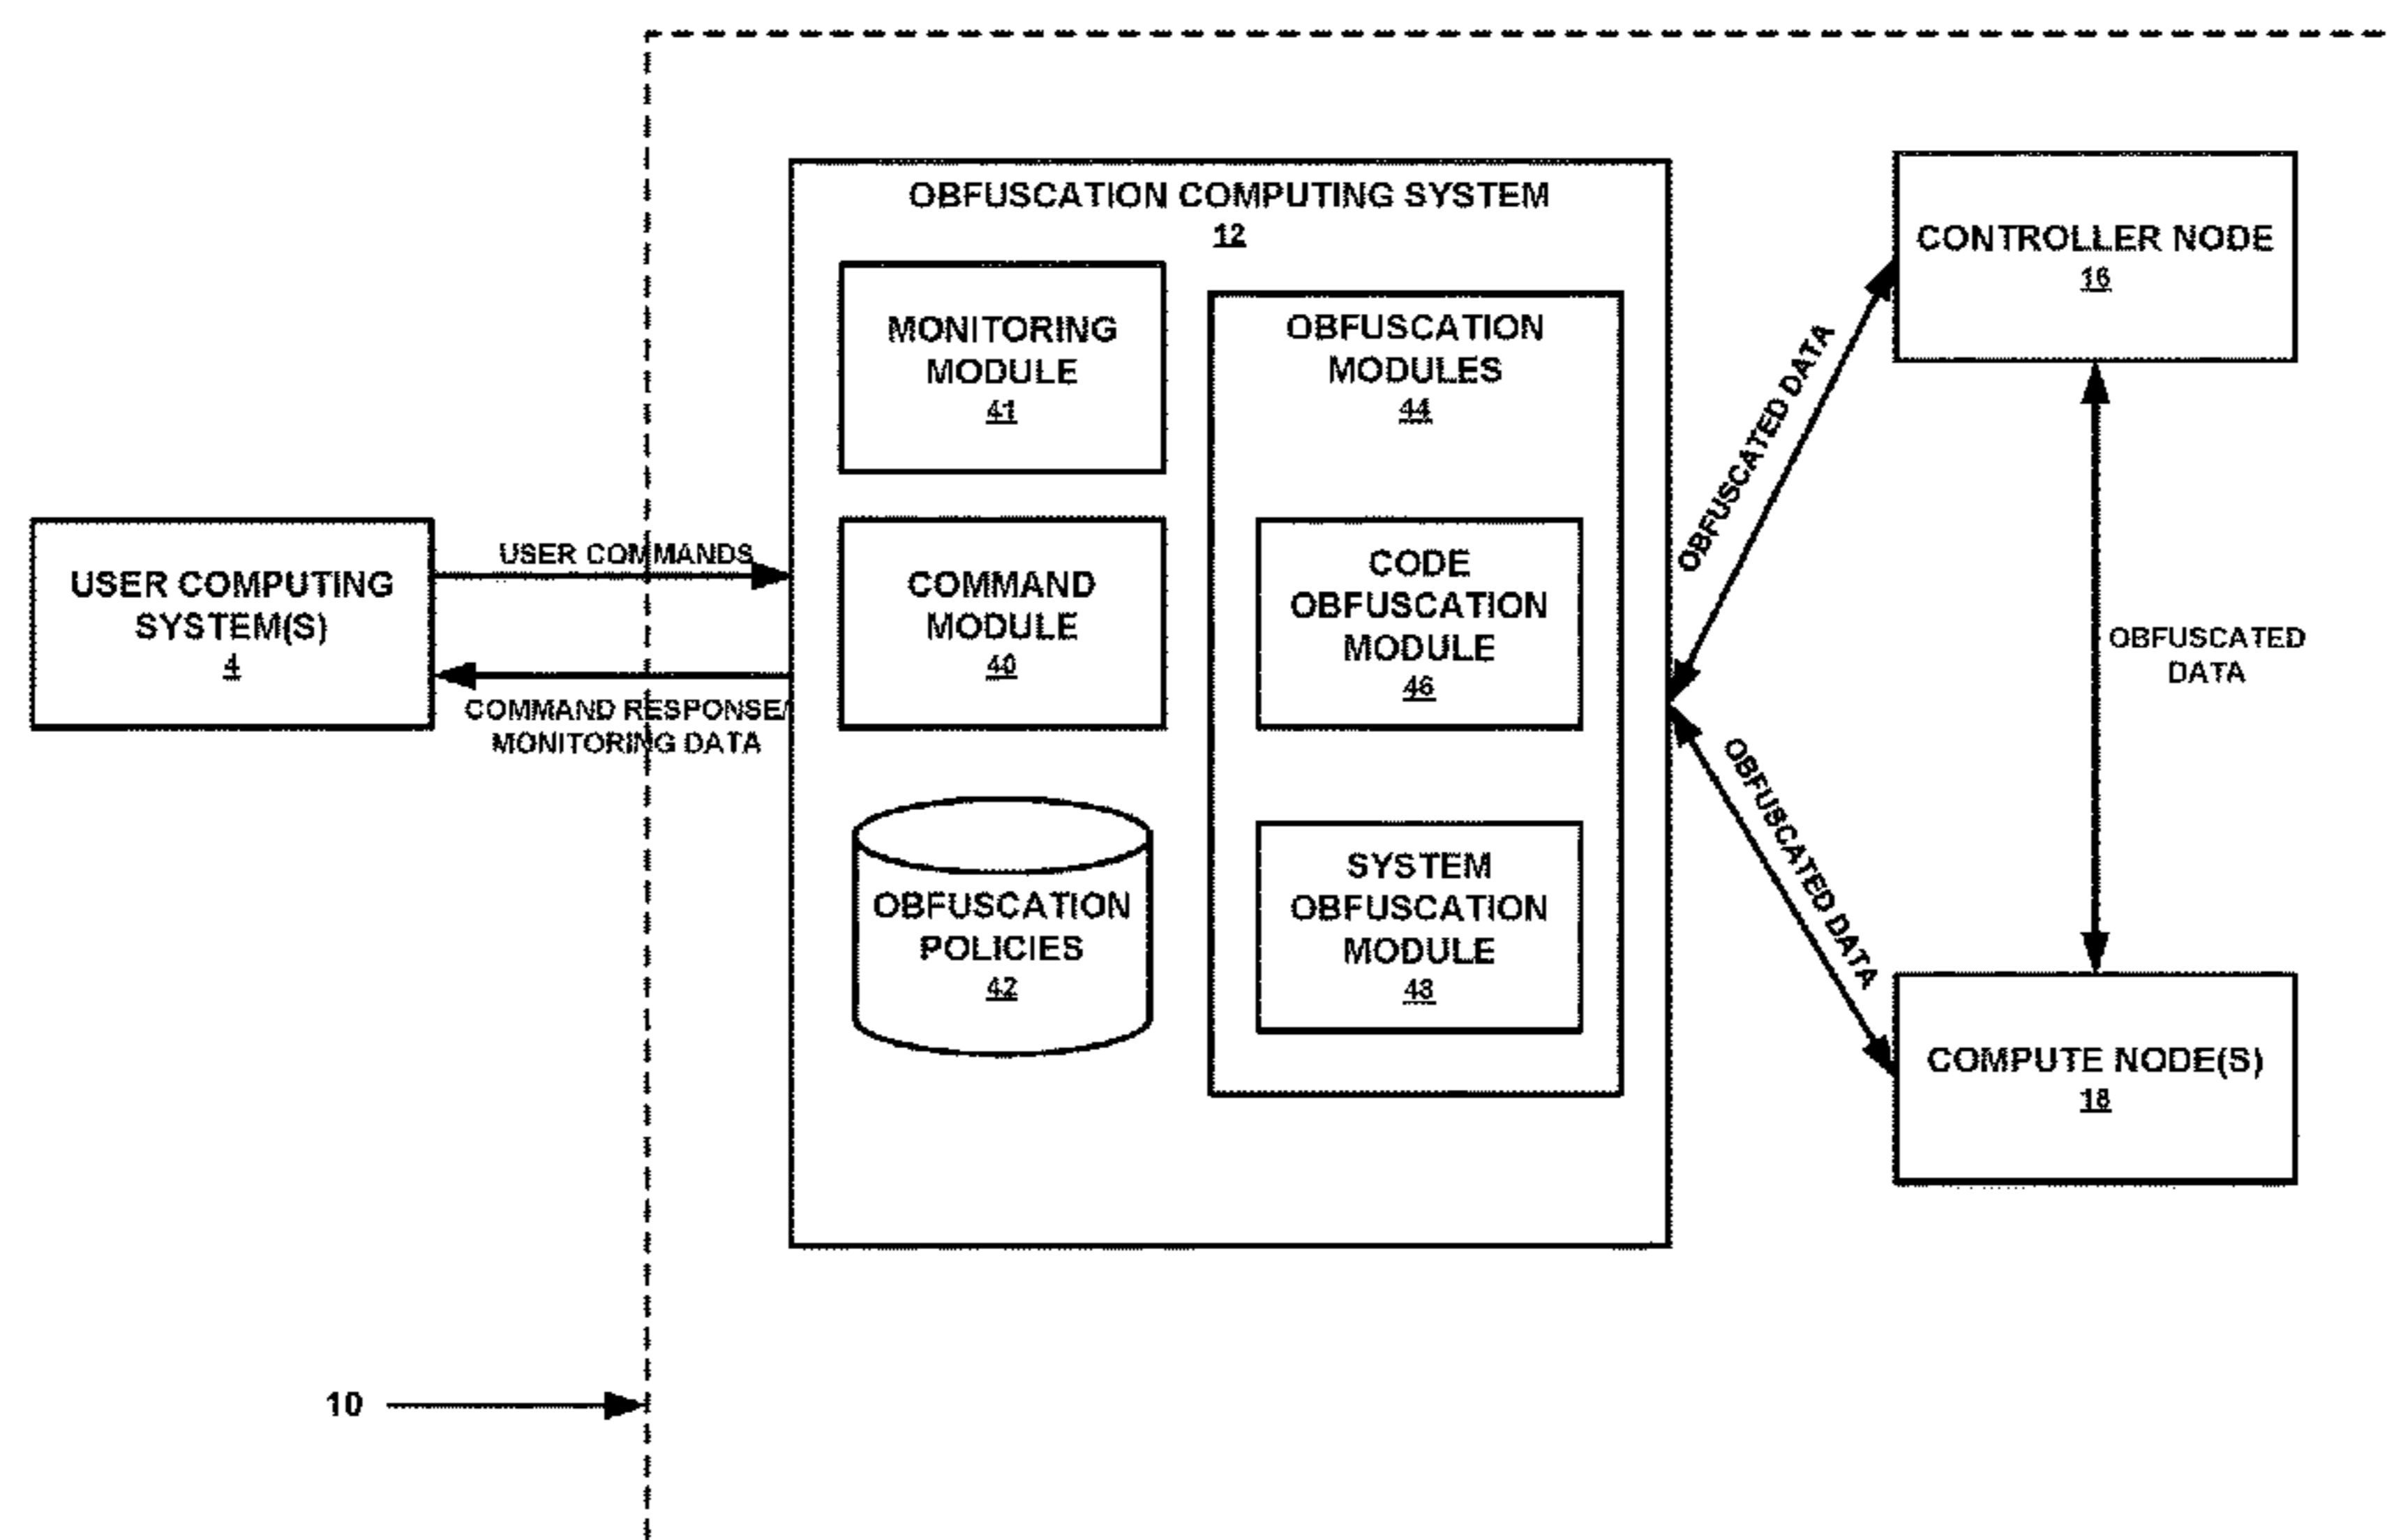 OBFUSCATION COMPUTING SYSTEM
12
MONITORING
MODULE
41
COMMAND
MODULE
40
OBFUSCATION
POLICIES
42
OBFUSCATION
MODULES
44
CODE
OBFUSCATION
MODULE
46
SYSTEM
OBFUSCATION
MODULE
48
USER COMPUTING
SYSTEM(S)
4
USER COMMANDS
COMMAND RESPONSE/
MONITORING DATA
CONTROLLER NODE
16
OBFUSCATED DATA
OBFUSCATED
DATA
OBFUSCATED DATA
COMPUTE NODE(S)
18
10